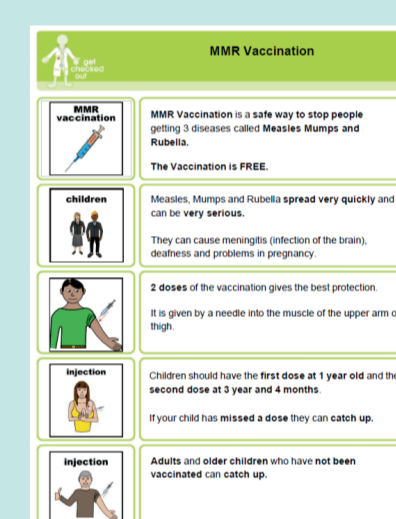 get
checked
out
MMR Vaccination
MMR
vaccination
MMR Vaccination is a safe way to stop people
getting 3 diseases called Measles Mumps and
Rubella.
The Vaccination is FREE.
children
Measles, Mumps and Rubella spread very quickly and
can be very serious.
They can cause meningitis (infection of the brain),
deafness and problems in pregnancy.
2 doses of the vaccination gives the best protection.
It is given by a needle into the muscle of the upper arm o
thigh.
injection
Children should have the first dose at 1 year old and the
second dose at 3 year and 4 months.
If your child has missed a dose they can catch up.
injection
Adults and older children who have not been
vaccinated can catch up.